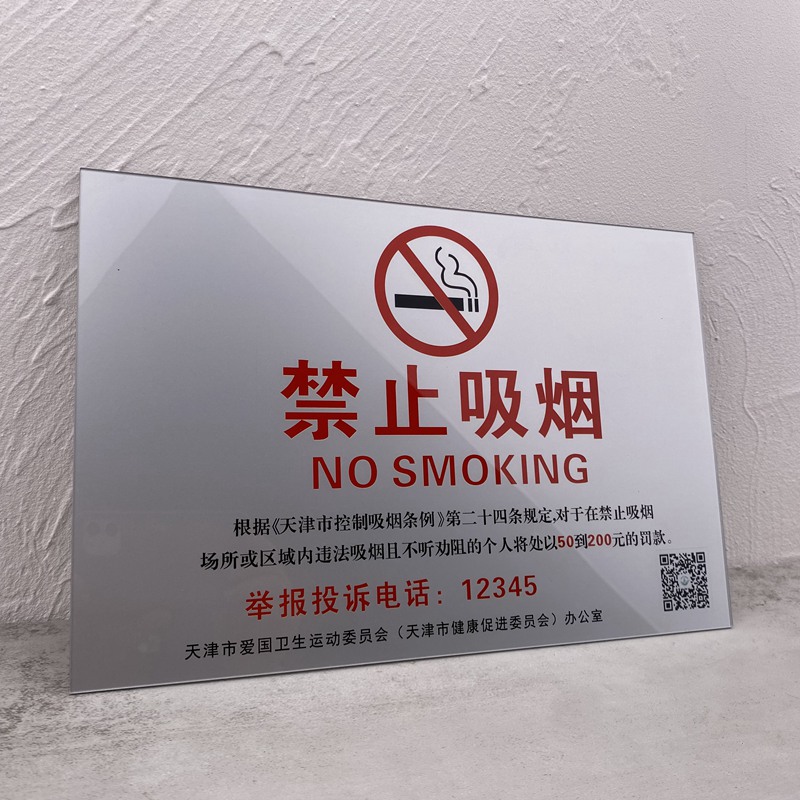 禁止吸烟
NO SMOKING
根据《天津市控制吸烟条例》第二十四条规定,对于在禁止吸烟
场所或区域内违法吸烟且不听劝阻的个人将处以50到200元的罚款。
举报投诉电话：12345
天津市爱国卫生运动委员会（天津市健康促进委员会）办公室